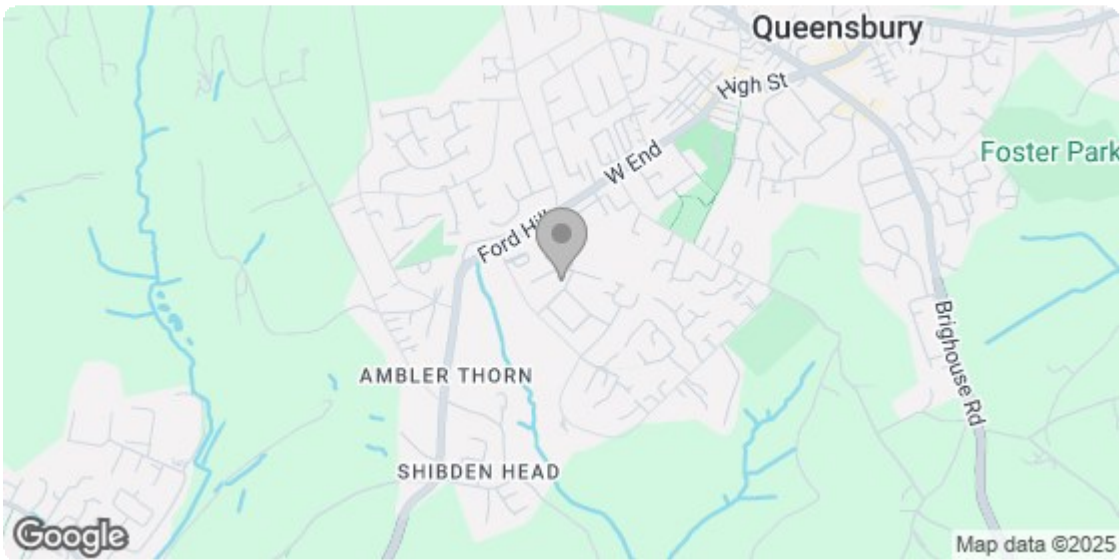 Queensbury
High St
Foster Park
W End
Ford Hill
Brighouse Rd
AMBLER THORN
SHIBDEN HEAD
Google
Map data ©2025